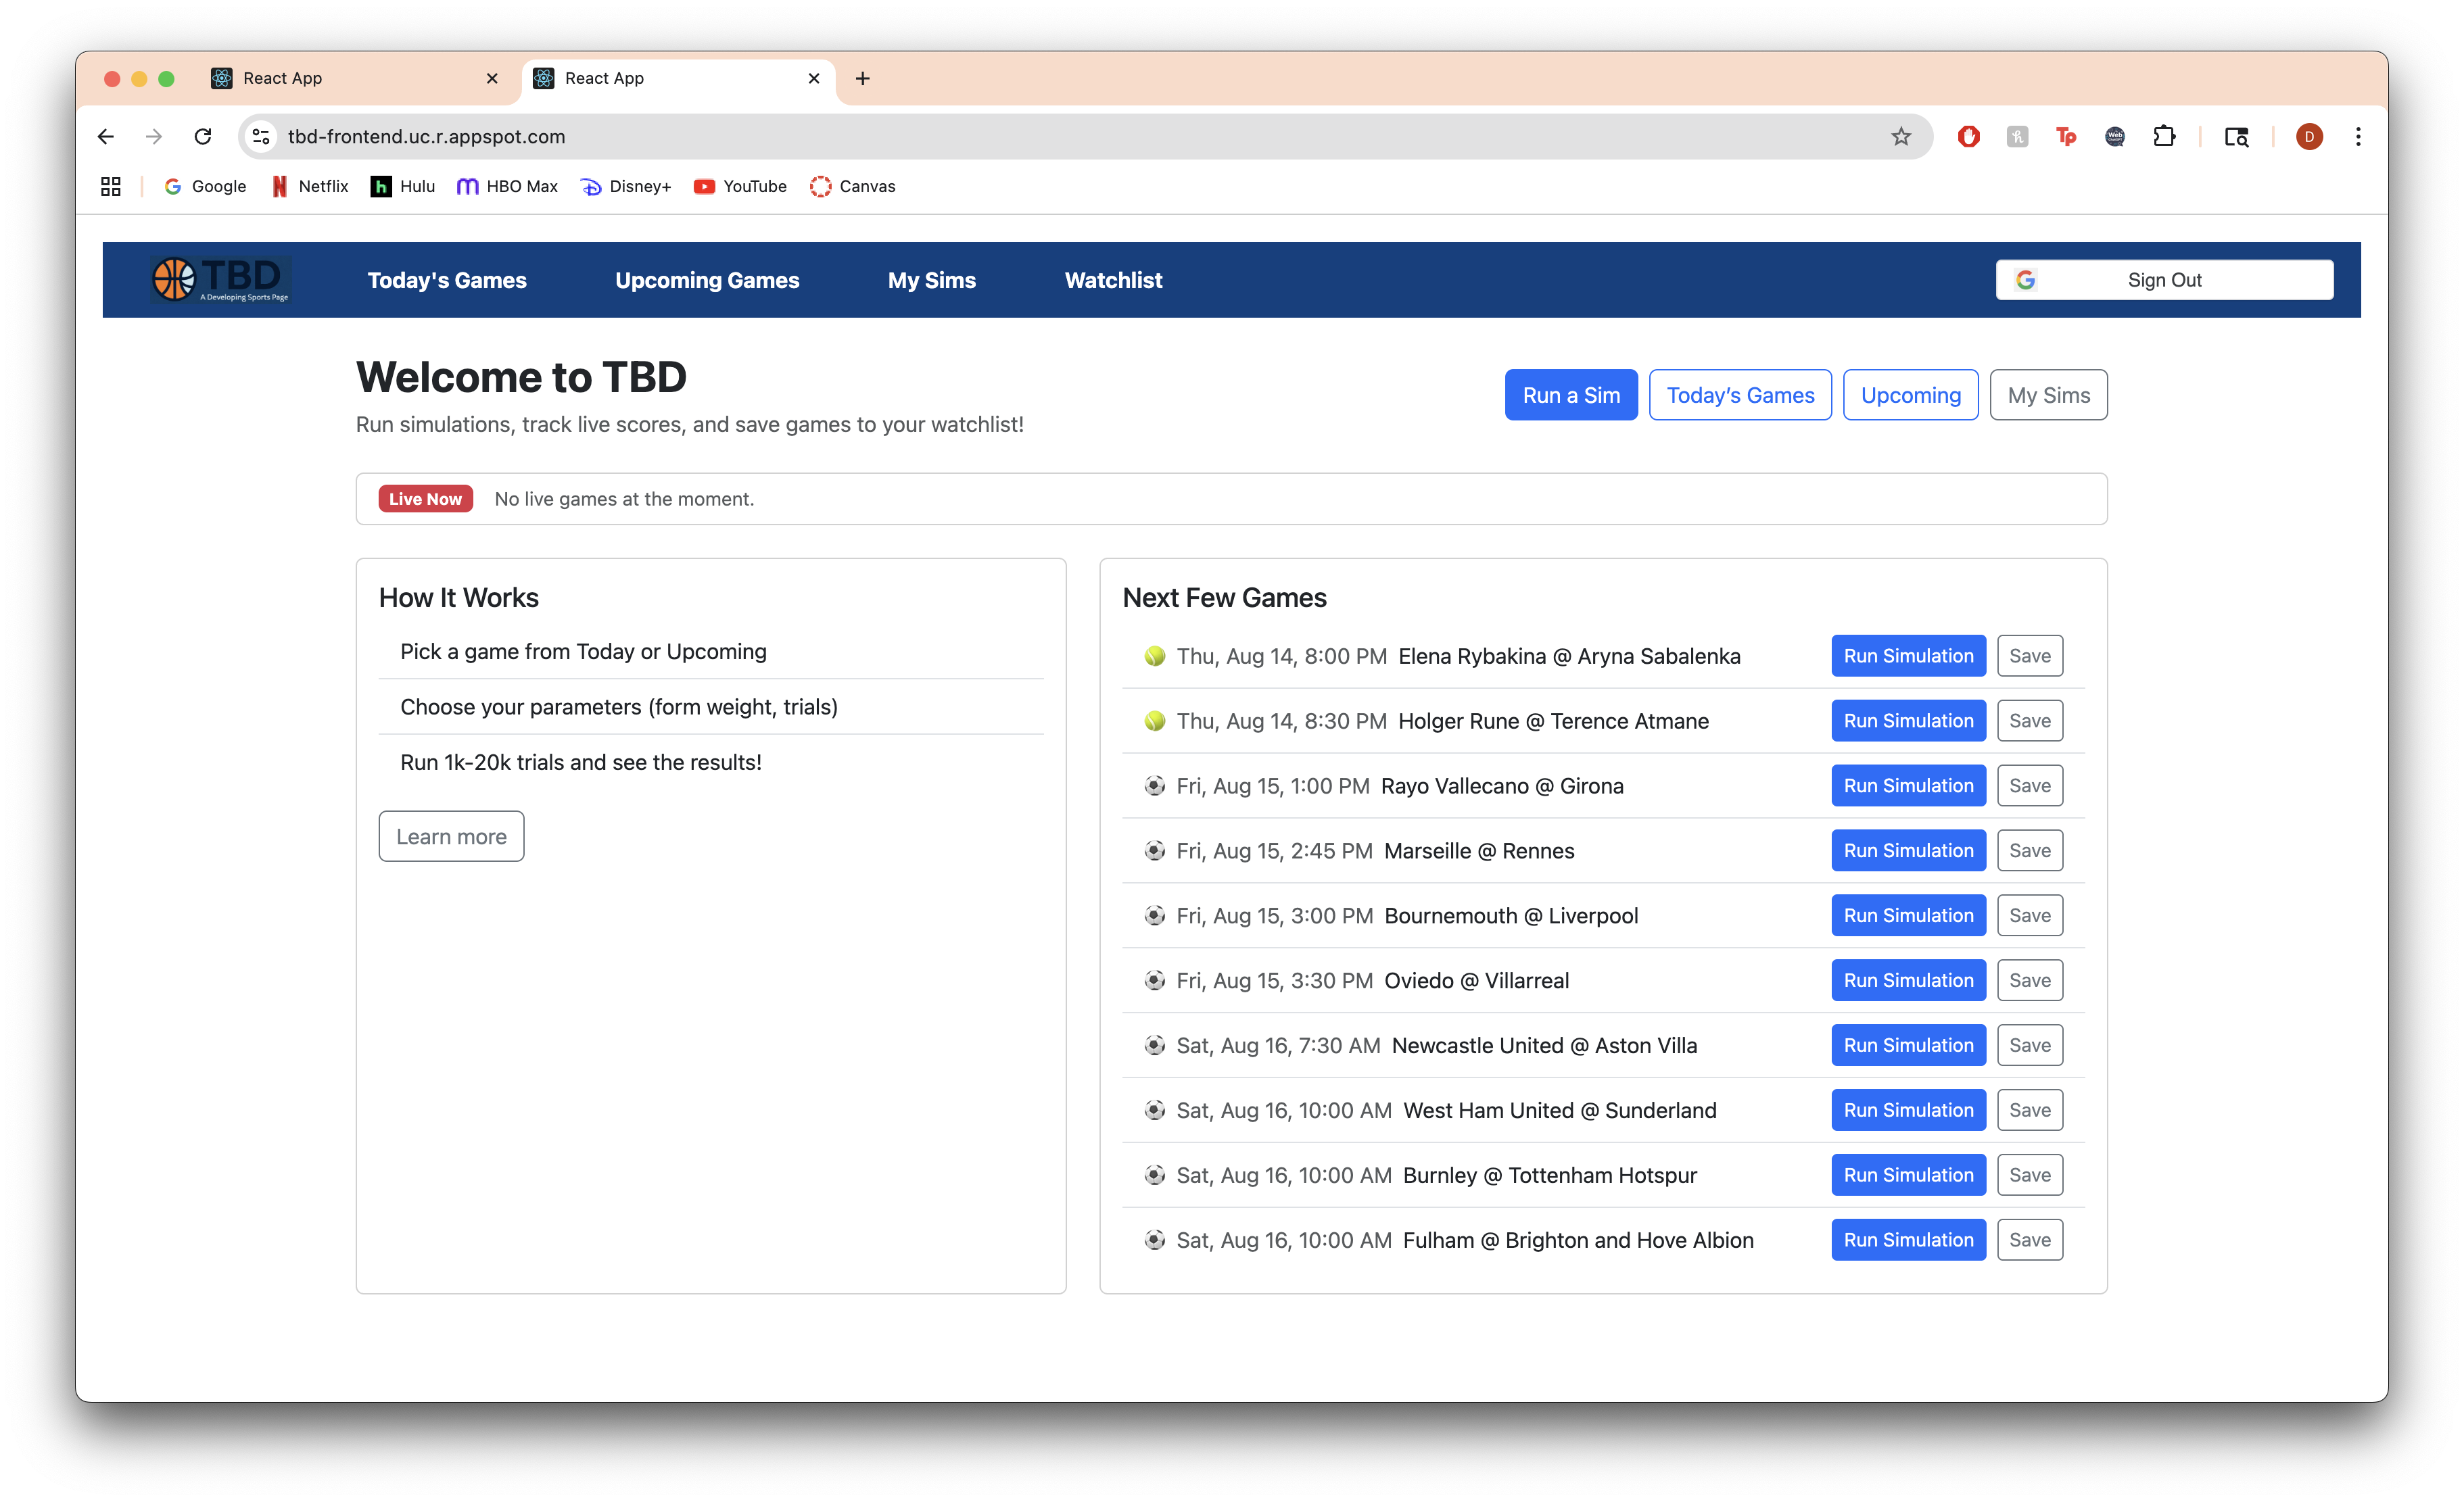 React App
React App
tbd-frontend.uc.r.appspot.com
D
Google
Netflix
Hulu
HBO Max
Disney+
YouTube
Canvas
TBD
A Developing Sports Page
Today's Games
Upcoming Games
My Sims
Watchlist
Sign Out
Welcome to TBD
Run simulations, track live scores, and save games to your watchlist!
Run a Sim
Today’s Games
Upcoming
My Sims
Live Now No live games at the moment.
How It Works
Pick a game from Today or Upcoming
Choose your parameters (form weight, trials)
Run 1k-20k trials and see the results!
Learn more
Next Few Games
Thu, Aug 14, 8:00 PM Elena Rybakina @ Aryna Sabalenka Run Simulation Save
Thu, Aug 14, 8:30 PM Holger Rune @ Terence Atmane Run Simulation Save
Fri, Aug 15, 1:00 PM Rayo Vallecano @ Girona Run Simulation Save
Fri, Aug 15, 2:45 PM Marseille @ Rennes Run Simulation Save
Fri, Aug 15, 3:00 PM Bournemouth @ Liverpool Run Simulation Save
Fri, Aug 15, 3:30 PM Oviedo @ Villarreal Run Simulation Save
Sat, Aug 16, 7:30 AM Newcastle United @ Aston Villa Run Simulation Save
Sat, Aug 16, 10:00 AM West Ham United @ Sunderland Run Simulation Save
Sat, Aug 16, 10:00 AM Burnley @ Tottenham Hotspur Run Simulation Save
Sat, Aug 16, 10:00 AM Fulham @ Brighton and Hove Albion Run Simulation Save